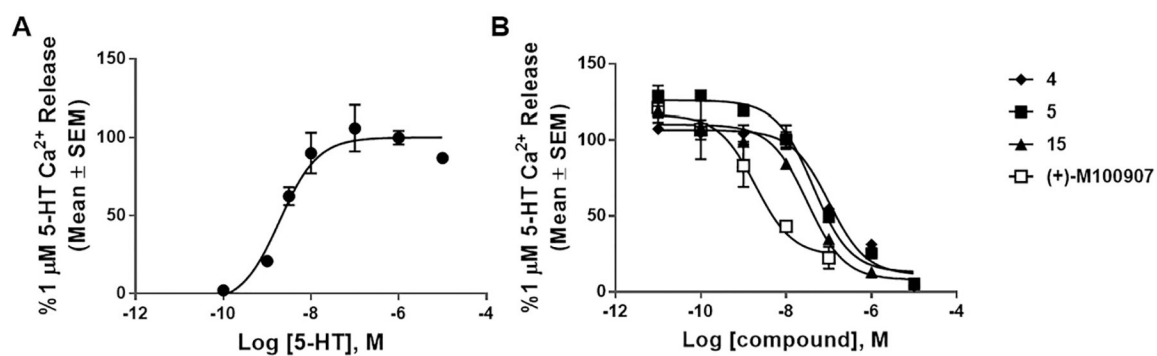 A
%1 μM 5-HT Ca2+ Release
(Mean ± SEM)
150
100
50
0
-12
-10
-8
-6
-4
Log [5-HT], M
B
%1 μM 5-HT Ca2+ Release
(Mean ± SEM)
150
100
50
0
-12
-10
-8
-6
-4
Log [compound], M
4
5
15
(+)-M100907